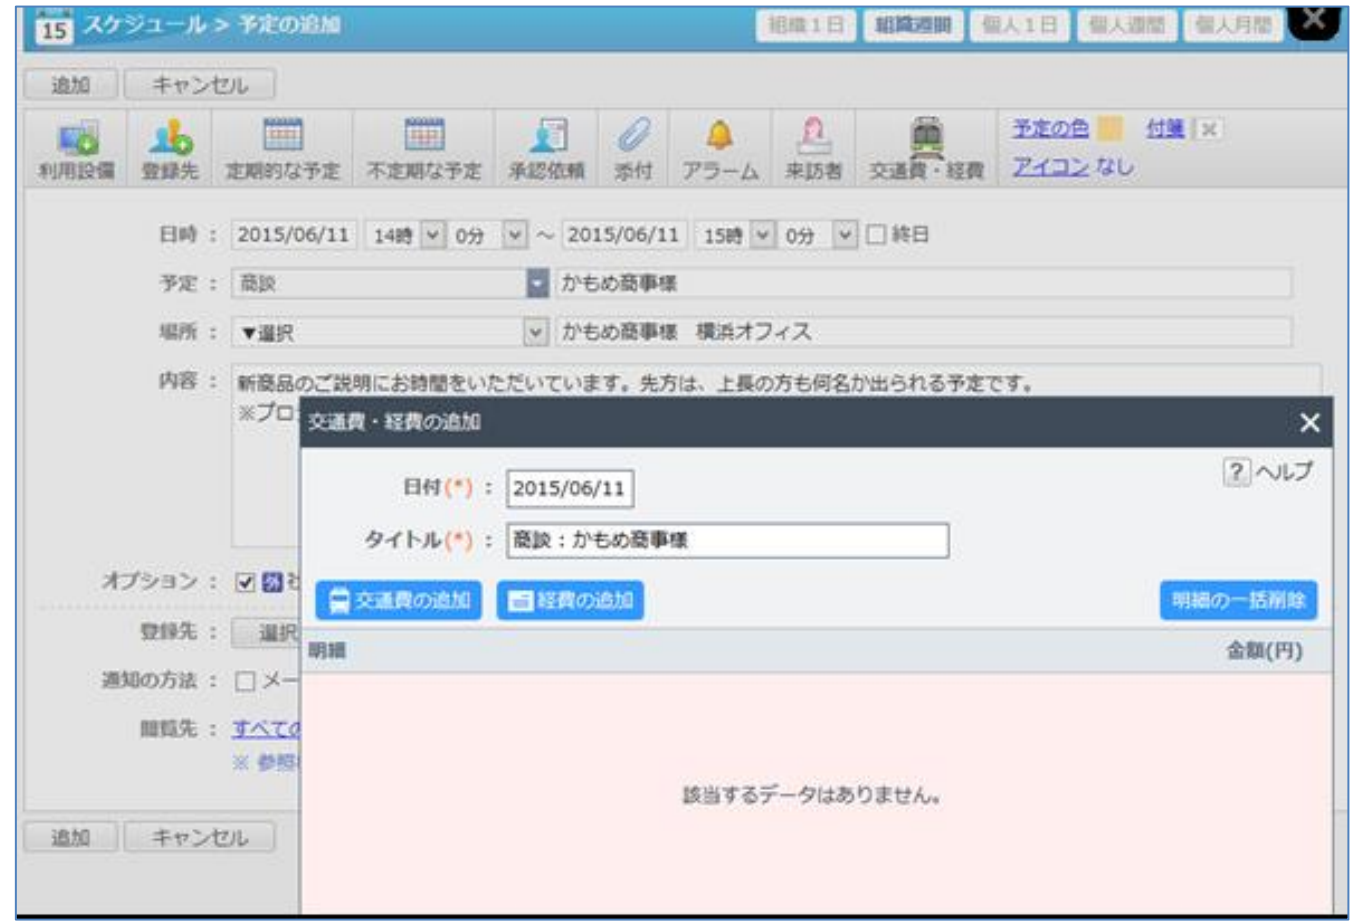 15 スケジュール > 予定の追加 組織1日 組織週間 個人1日 個人週間 個人月間
追加 キャンセル
利用設備 登録先 定期的な予定 不定期な予定 承認依頼 添付 アラーム 来訪者 交通費・経費 予定の色 付箋
アイコン なし
日時 : 2015/06/11 14時 0分 ～ 2015/06/11 15時 0分 終日
予定 : 商談 かもめ商事様
場所 : ▼選択 かもめ商事様 横浜オフィス
内容 : 新商品のご説明にお時間をいただいています。先方は、上長の方も何名か出られる予定です。
※プロ
交通費・経費の追加
? ヘルプ
日付(*) : 2015/06/11
タイトル(*) : 商談：かもめ商事様
オプション : 外
交通費の追加 経費の追加 明細の一括削除
登録先 : 選択
明細 金額(円)
通知の方法 : メー
閲覧先 : すべての
※ 参照
該当するデータはありません。
追加 キャンセル